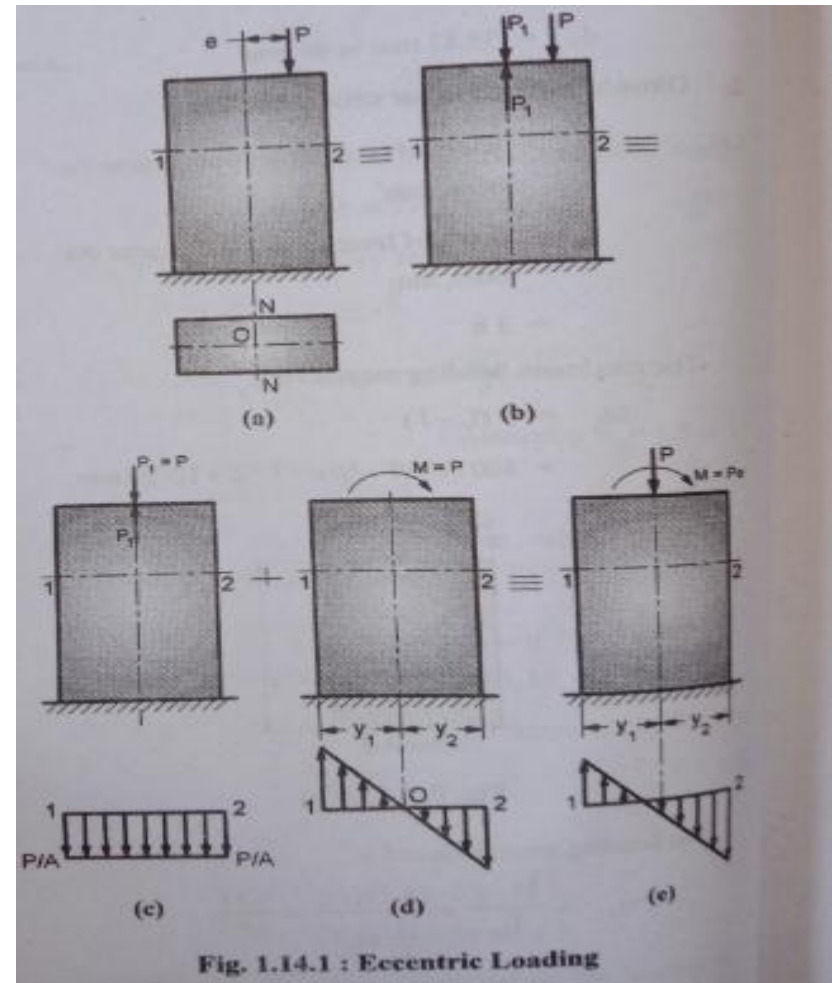 e P P₁ P
P₁
1 2 ≡ 1 2 ≡
N
O
N
(a) (b)
P₁ = P M = P P M = Pe
P₁
1 2 + 1 2 ≡ 1 2
y₁ y₂ y₁ y₂
1 2 1 O 2 1 2
P/A P/A
(c) (d) (e)
Fig. 1.14.1 : Eccentric Loading